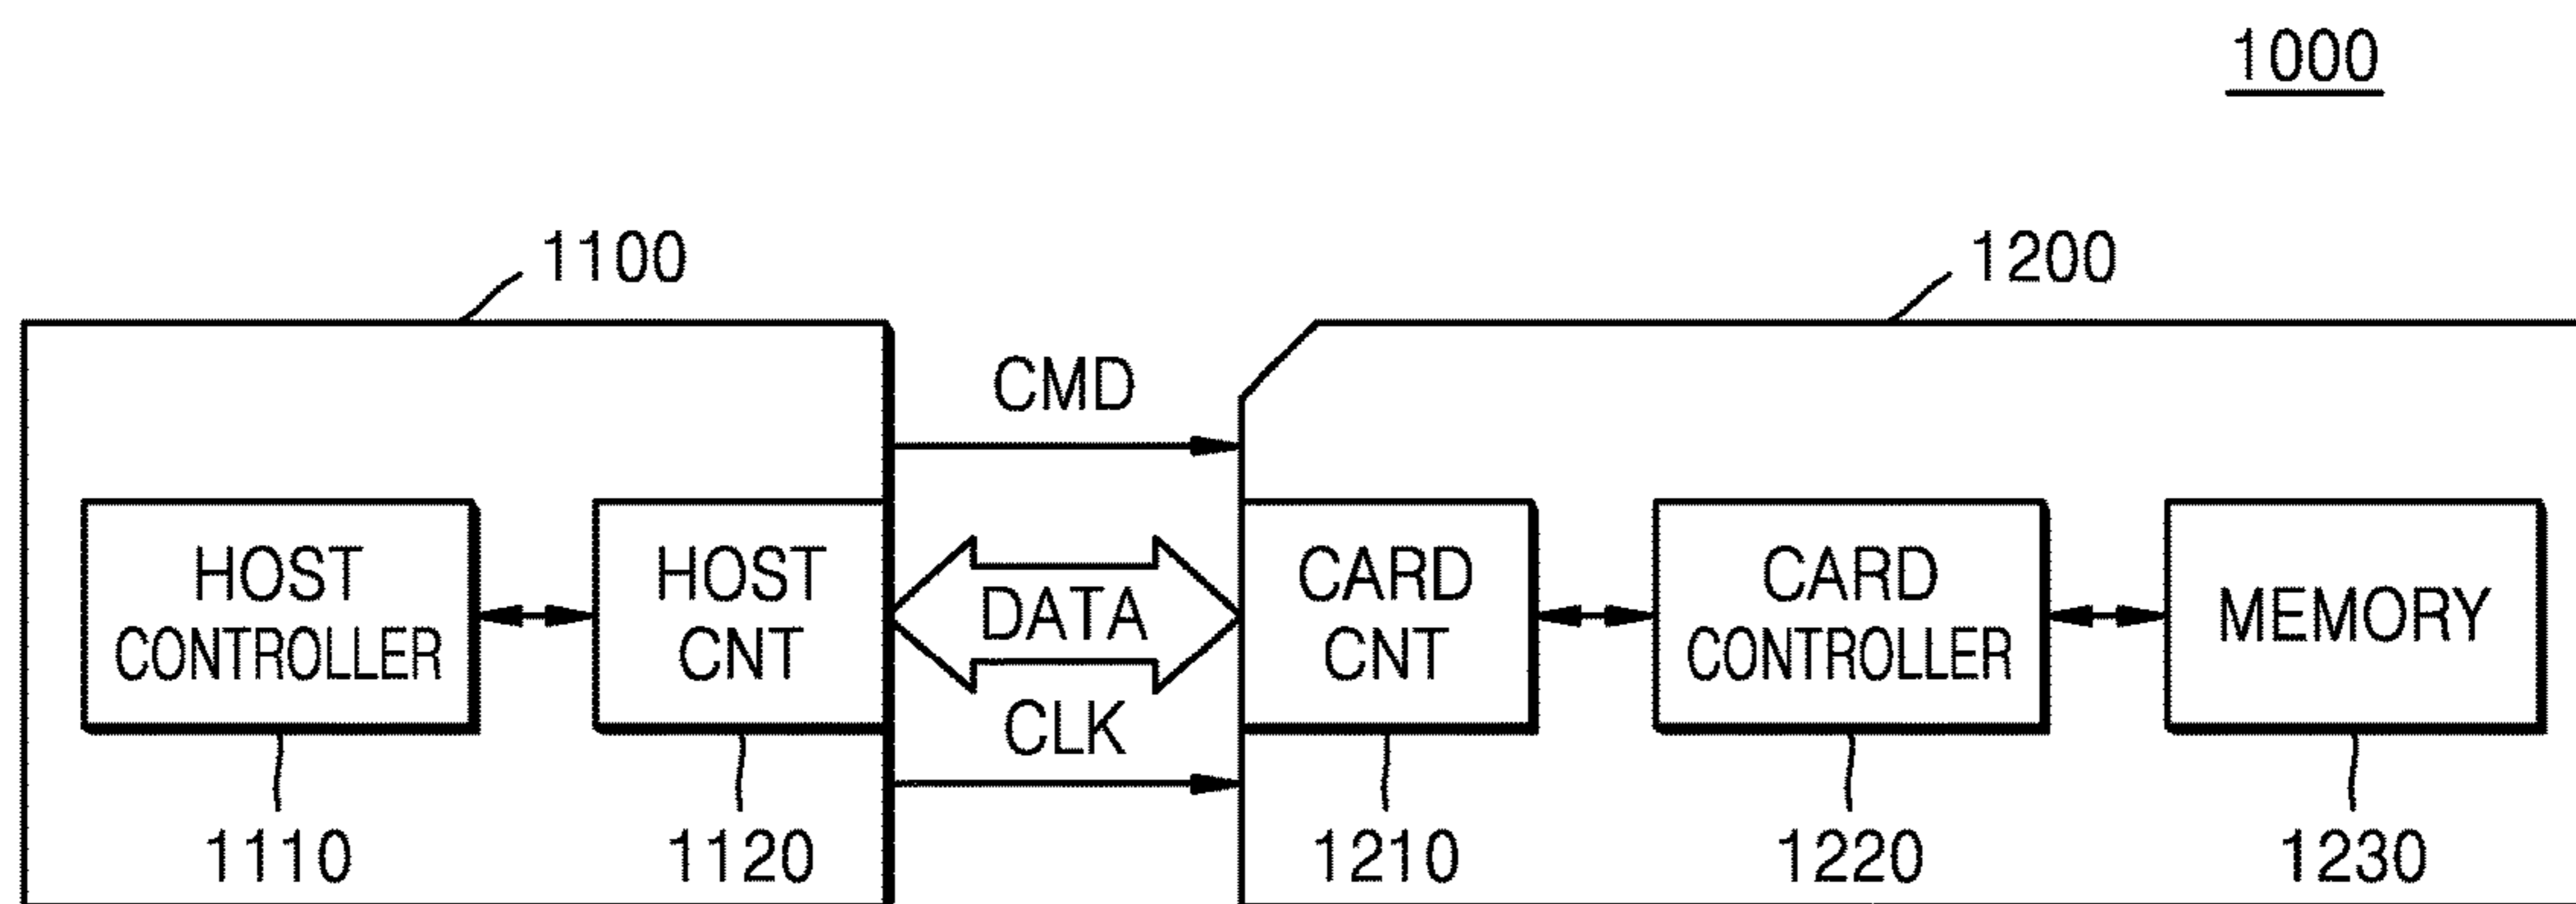 1000
1100
1200
CMD
HOST
CONTROLLER
HOST
CNT
DATA
CARD
CNT
CARD
CONTROLLER
MEMORY
CLK
1110
1120
1210
1220
1230